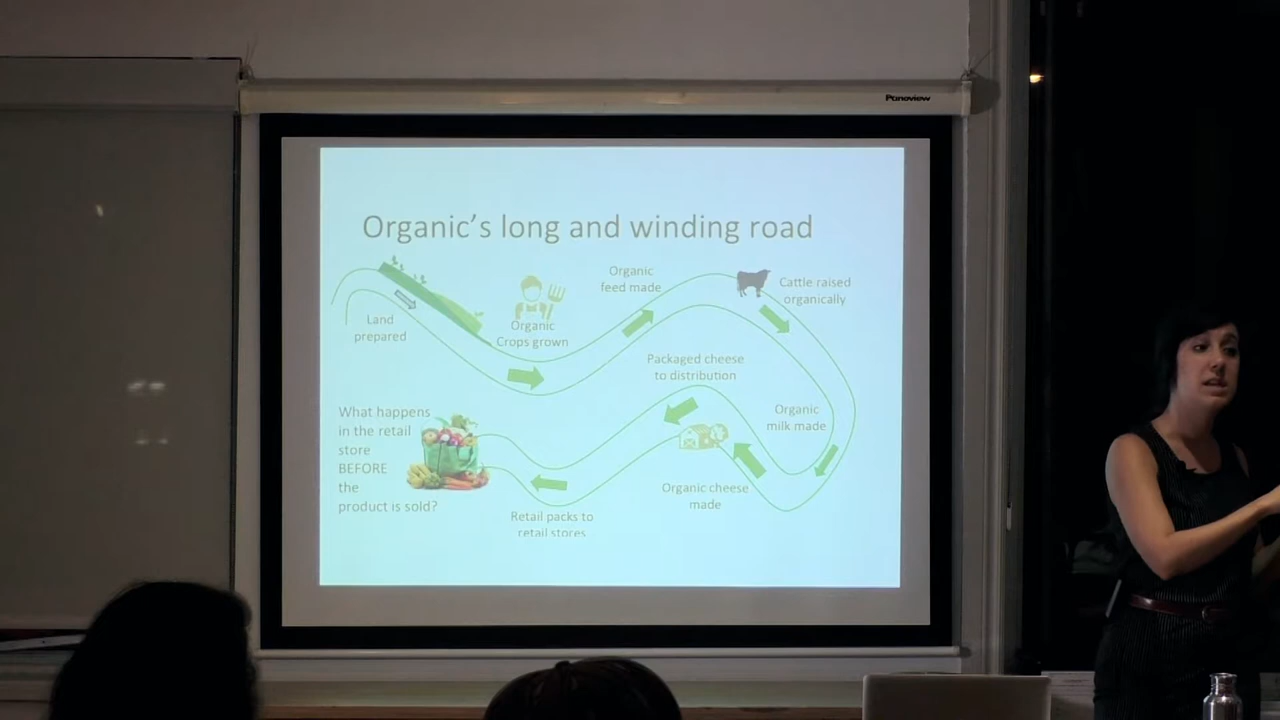 Panoview
Organic's long and winding road
Organic
feed made
Cattle raised
organically
Land
prepared
Organic
Crops grown
Packaged cheese
to distribution
Organic
milk made
What happens
in the retail
store
BEFORE
the
product is sold?
Organic cheese
made
Retail packs to
retail stores